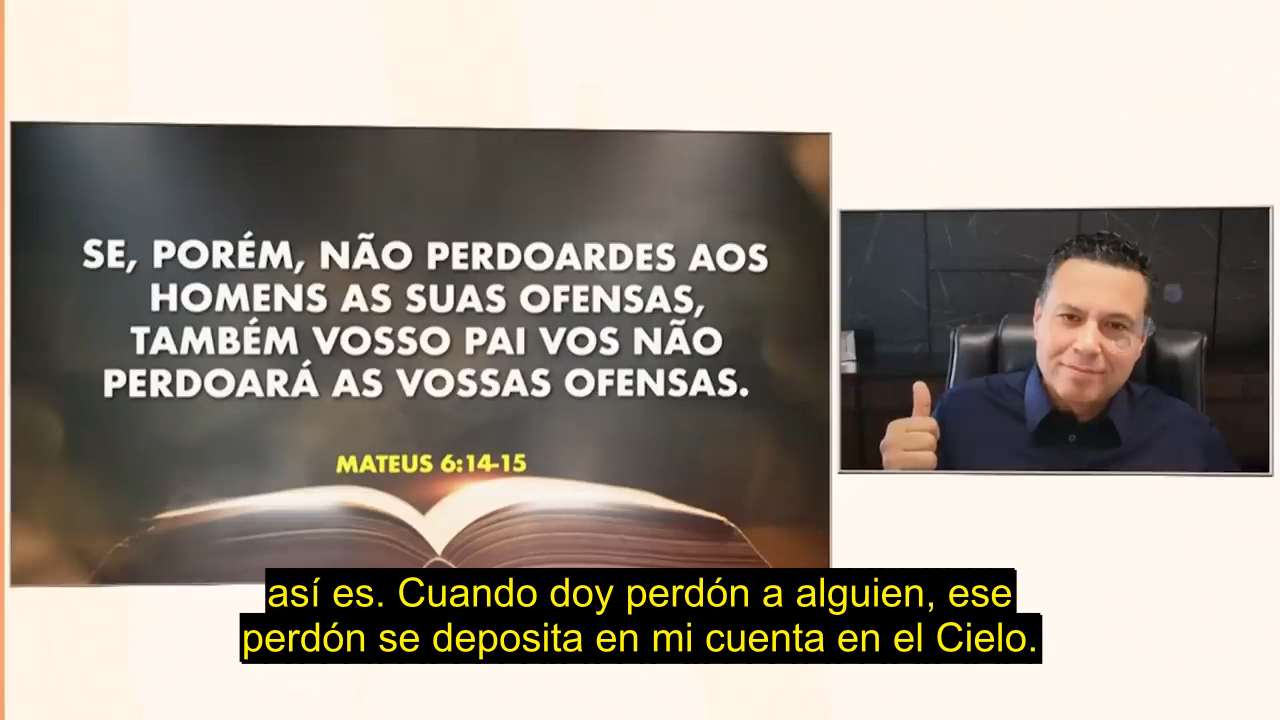 SE, PORÉM, NÃO PERDOARDES AOS
HOMENS AS SUAS OFENSAS,
TAMBÉM VOSSO PAI VOS NÃO
PERDOARÁ AS VOSSAS OFENSAS.
MATEUS 6:14-15
así es. Cuando doy perdón a alguien, ese
perdón se deposita en mi cuenta en el Cielo.